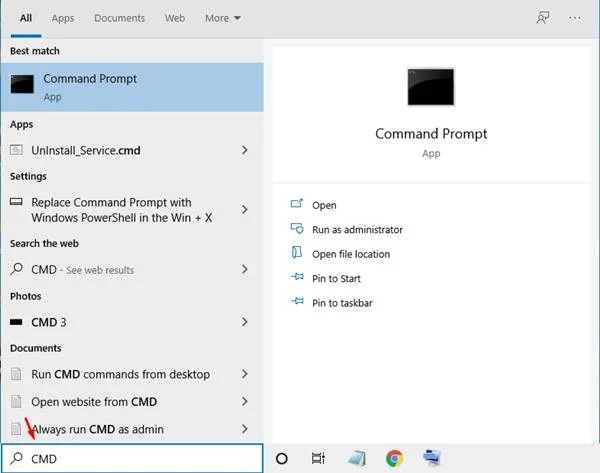 All Apps Documents Web More
Best match
Command Prompt
App
Apps
UnInstall_Service.cmd
Settings
Replace Command Prompt with
Windows PowerShell in the Win + X
Search the web
CMD - See web results
Photos
CMD 3
Documents
Run CMD commands from desktop
Open website from CMD
Always run CMD as admin
CMD
Command Prompt
App
Open
Run as administrator
Open file location
Pin to Start
Pin to taskbar